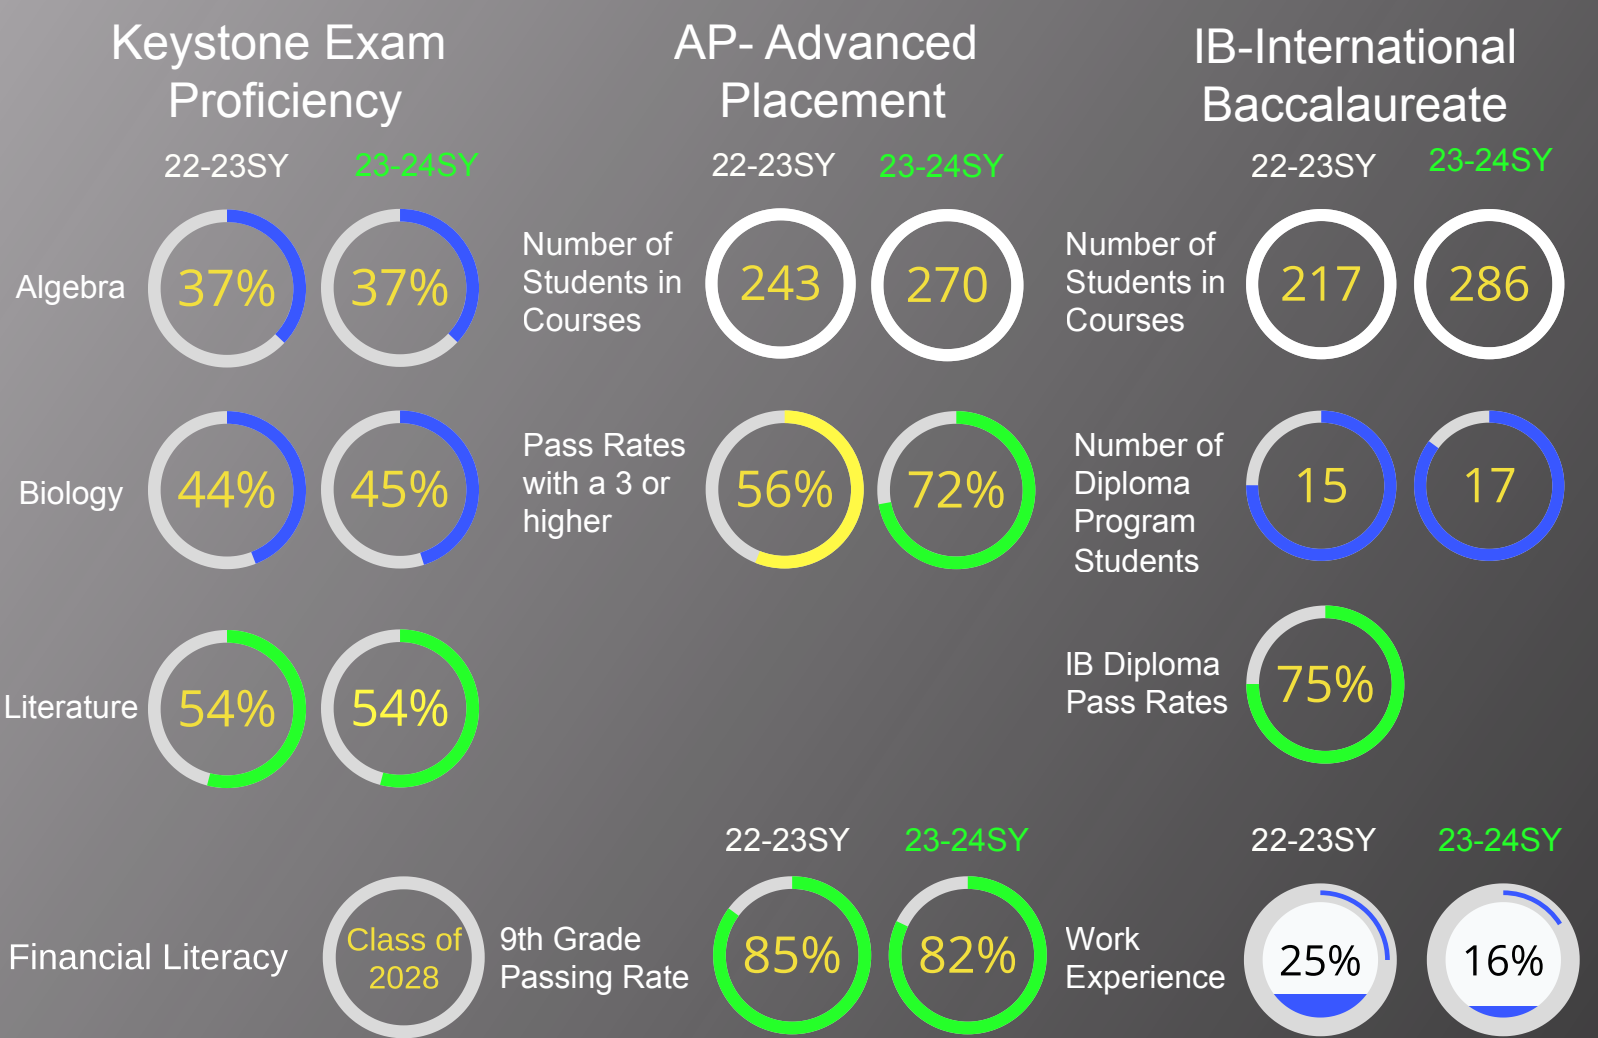 Keystone Exam
Proficiency
22-23SY 23-24SY
Algebra 37% 37%
Biology 44% 45%
Literature 54% 54%
AP- Advanced
Placement
22-23SY 23-24SY
Number of
Students in
Courses
243 270
Pass Rates
with a 3 or
higher
56% 72%
IB-International
Baccalaureate
22-23SY 23-24SY
Number of
Students in
Courses
217 286
Number of
Diploma
Program
Students
15 17
IB Diploma
Pass Rates
75%
Financial Literacy
Class of
2028
22-23SY 23-24SY
9th Grade
Passing Rate
85% 82%
22-23SY 23-24SY
Work
Experience
25% 16%